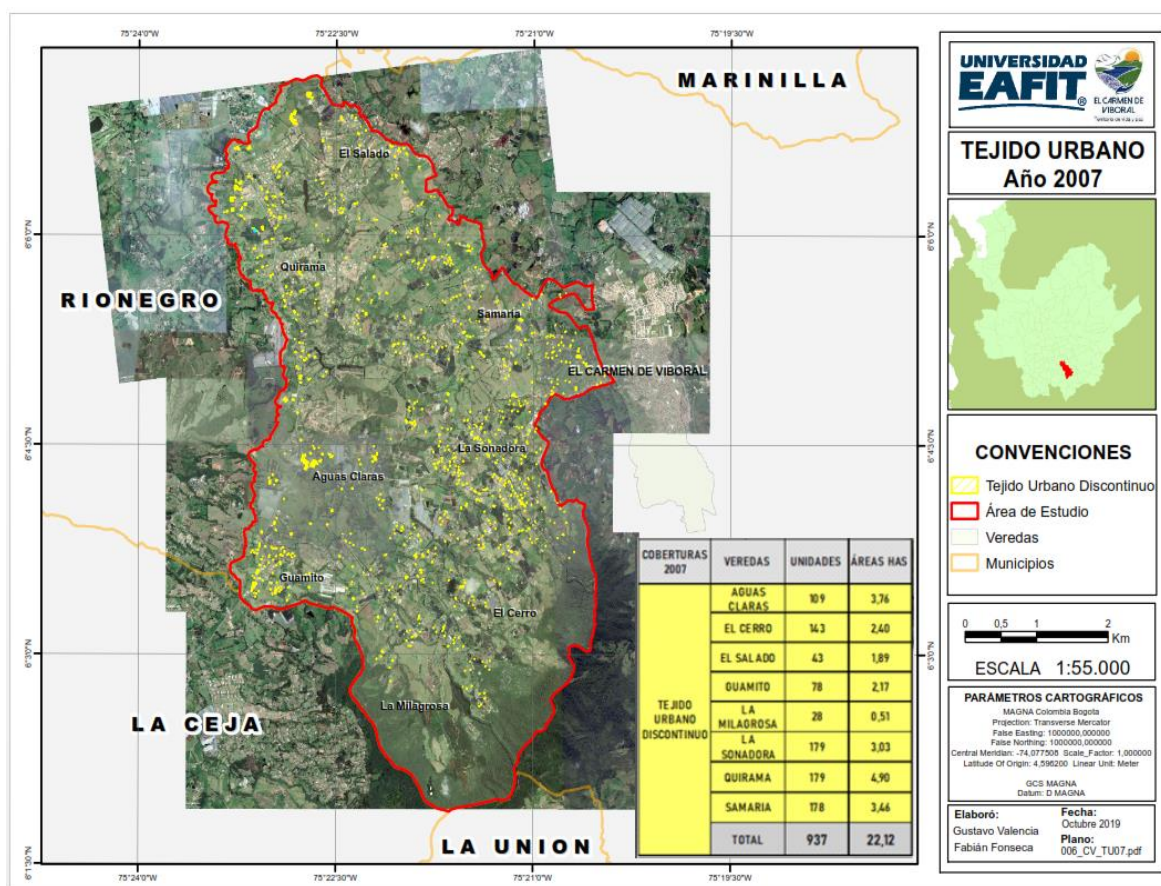 75°24'0"W 75°22'30"W 75°21'0"W 75°19'30"W
MARINILLA
El Salado
6°6'0"N
6°6'0"N
Quirama
RIONEGRO
Samaria
EL CARMEN DE VIBORAL
La Sonadora
6°4'30"N
6°4'30"N
Aguas Claras
Guamito
El Cerro
6°3'0"N
6°3'0"N
La Milagrosa
LA CEJA
LA UNION
6°1'30"N
75°24'0"W 75°22'30"W 75°21'0"W 75°19'30"W
COBERTURAS 2007 VEREDAS UNIDADES ÁREAS HAS
TEJIDO URBANO DISCONTINUO
AGUAS CLARAS 109 3,76
EL CERRO 143 2,40
EL SALADO 43 1,89
GUAMITO 78 2,17
LA MILAGROSA 28 0,51
LA SONADORA 179 3,03
QUIRAMA 179 4,90
SAMARIA 178 3,46
TOTAL 937 22,12
UNIVERSIDAD
EAFIT®
EL CARMEN DE
VIBORAL
TEJIDO URBANO
Año 2007
CONVENCIONES
Tejido Urbano Discontinuo
Área de Estudio
Veredas
Municipios
0 0,5 1 2
Km
ESCALA 1:55.000
PARÁMETROS CARTOGRÁFICOS
MAGNA Colombia Bogota
Projection: Transverse Mercator
False Easting: 1000000,000000
False Northing: 1000000,000000
Central Meridian: -74,077508 Scale_Factor: 1,000000
Latitude Of Origin: 4,596200 Linear Unit: Meter
GCS MAGNA
Datum: D MAGNA
Elaboró:
Gustavo Valencia
Fabián Fonseca
Fecha:
Octubre 2019
Plano:
006_CV_TU07.pdf